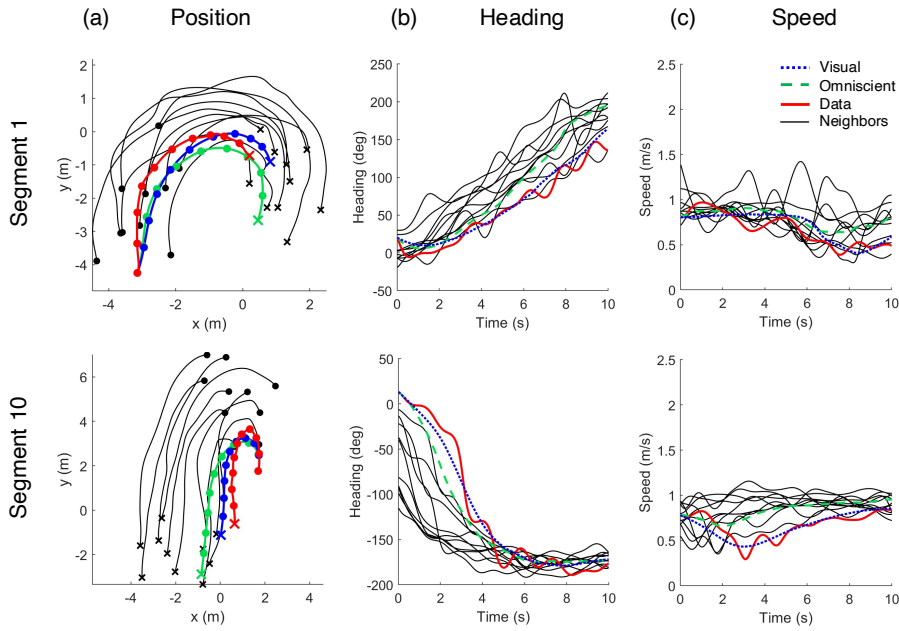 (a) Position (b) Heading (c) Speed
Segment 1
y (m)
2
1
0
-1
-2
-3
-4
-4 -2 0 2
x (m)
Heading (deg)
250
200
150
100
50
0
-50
0 2 4 6 8 10
Time (s)
Speed (m/s)
2.5
2
1.5
1
0.5
0
0 2 4 6 8 10
Time (s)
Visual
Omniscient
Data
Neighbors
Segment 10
y (m)
6
4
2
0
-2
-4 -2 0 2 4
x (m)
Heading (deg)
50
0
-50
-100
-150
-200
0 2 4 6 8 10
Time (s)
Speed (m/s)
2.5
2
1.5
1
0.5
0
0 2 4 6 8 10
Time (s)